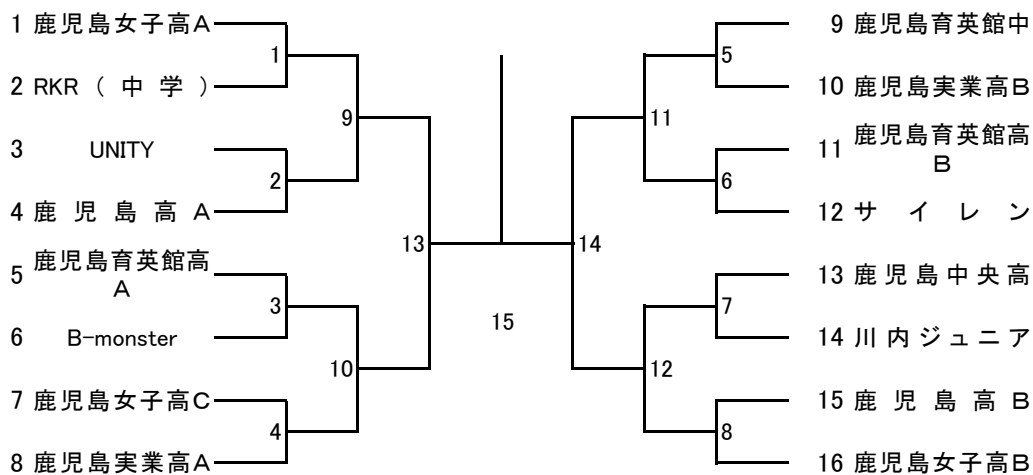 1 鹿児島女子高A
1
2 RKR(中学)
9
3 UNITY
2
4 鹿児島高A
13
5 鹿児島育英館高
A
3
6 B-monster
10
7 鹿児島女子高C
4
8 鹿児島実業高A
15
9 鹿児島育英館中
5
10 鹿児島実業高B
11
11 鹿児島育英館高
B
6
12 サイレン
14
13 鹿児島中央高
7
14 川内ジュニア
12
15 鹿児島高B
8
16 鹿児島女子高B